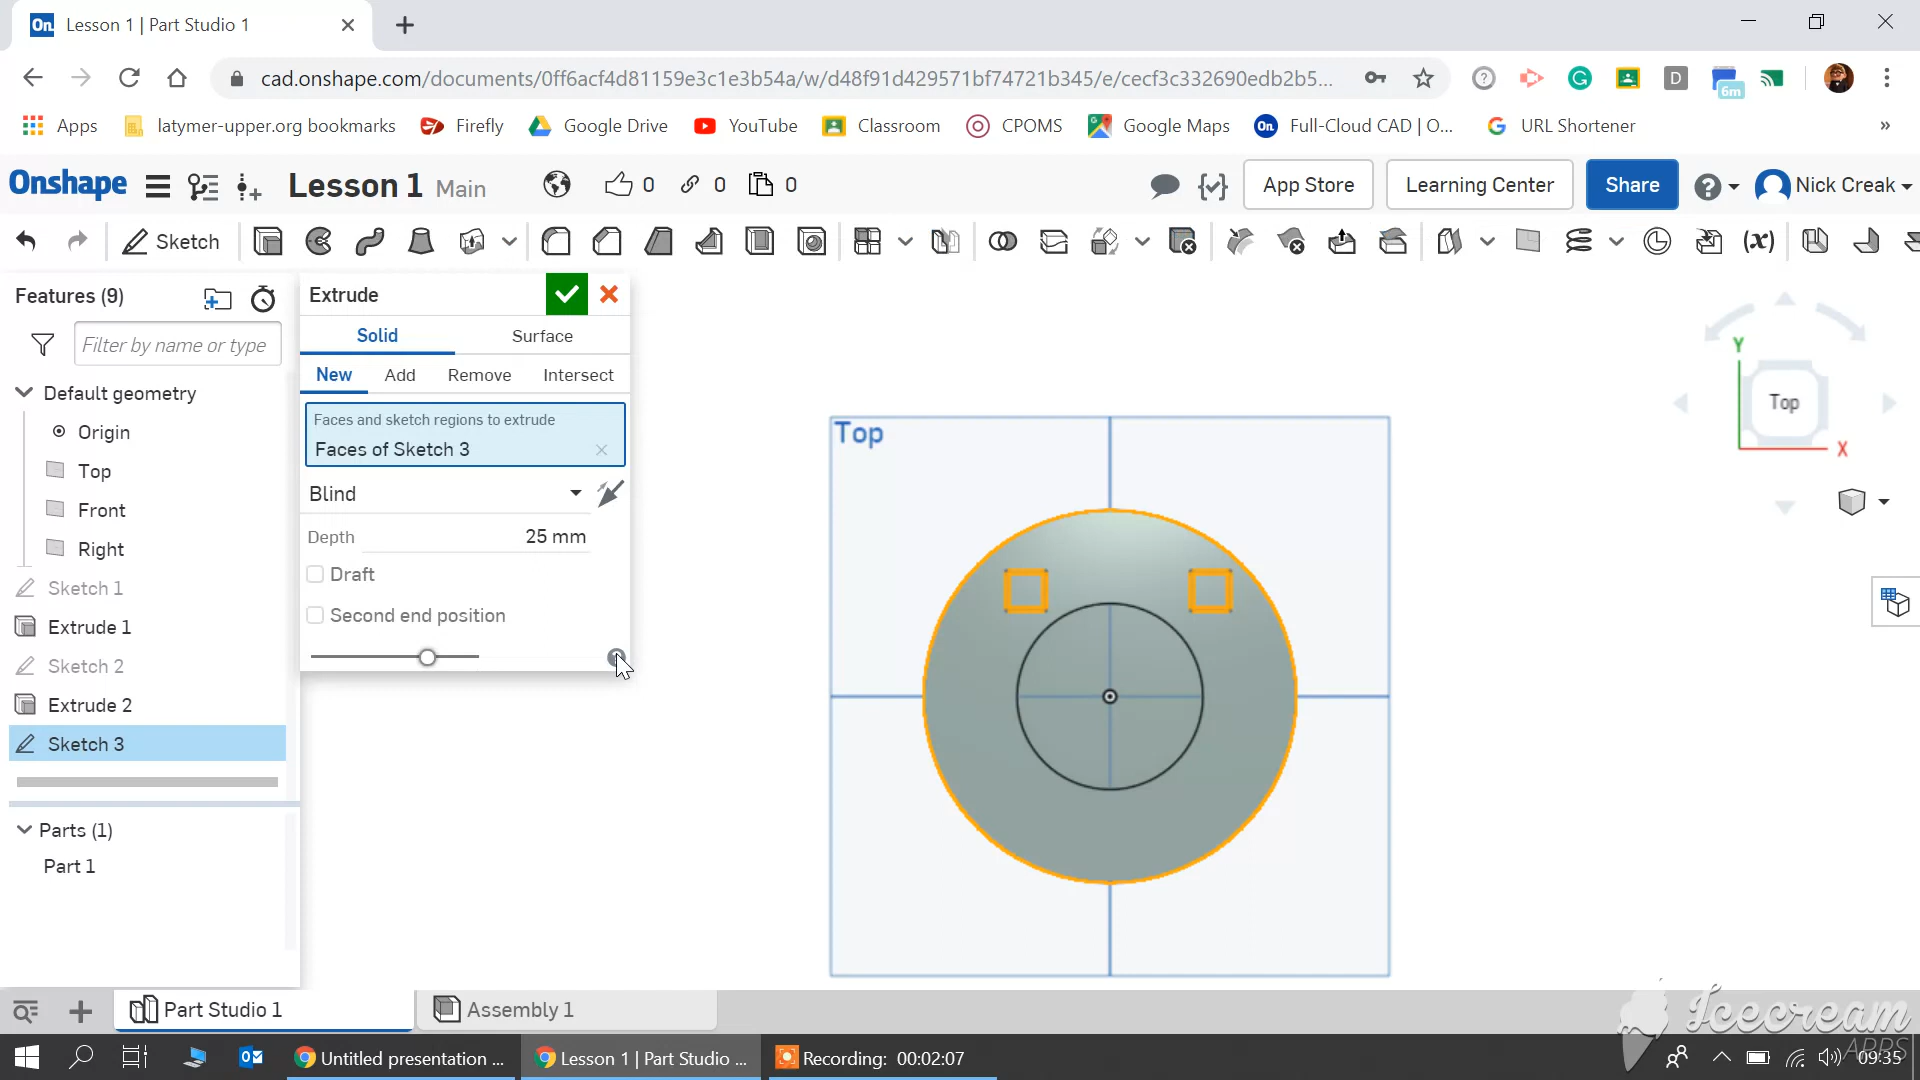 On Lesson 1 | Part Studio 1
cad.onshape.com/documents/0ff6acf4d81159e3c1e3b54a/w/d48f91d429571bf74721b345/e/cecf3c332690edb2b5...
6m
Apps latymer-upper.org bookmarks Firefly Google Drive YouTube Classroom CPOMS Google Maps On Full-Cloud CAD | O... URL Shortener »
Onshape Lesson 1 Main 0 0 0 App Store Learning Center Share Nick Creak
Sketch (x)
Features (9)
Filter by name or type
Default geometry
Origin
Top
Front
Right
Sketch 1
Extrude 1
Sketch 2
Extrude 2
Sketch 3
Parts (1)
Part 1
Extrude
Solid Surface
New Add Remove Intersect
Faces and sketch regions to extrude
Faces of Sketch 3
Blind
Depth 25 mm
Draft
Second end position
Top
Y
Top
X
Part Studio 1 Assembly 1
Icecream
APPS
Untitled presentation ... Lesson 1 | Part Studio ... Recording: 00:02:07 09:35